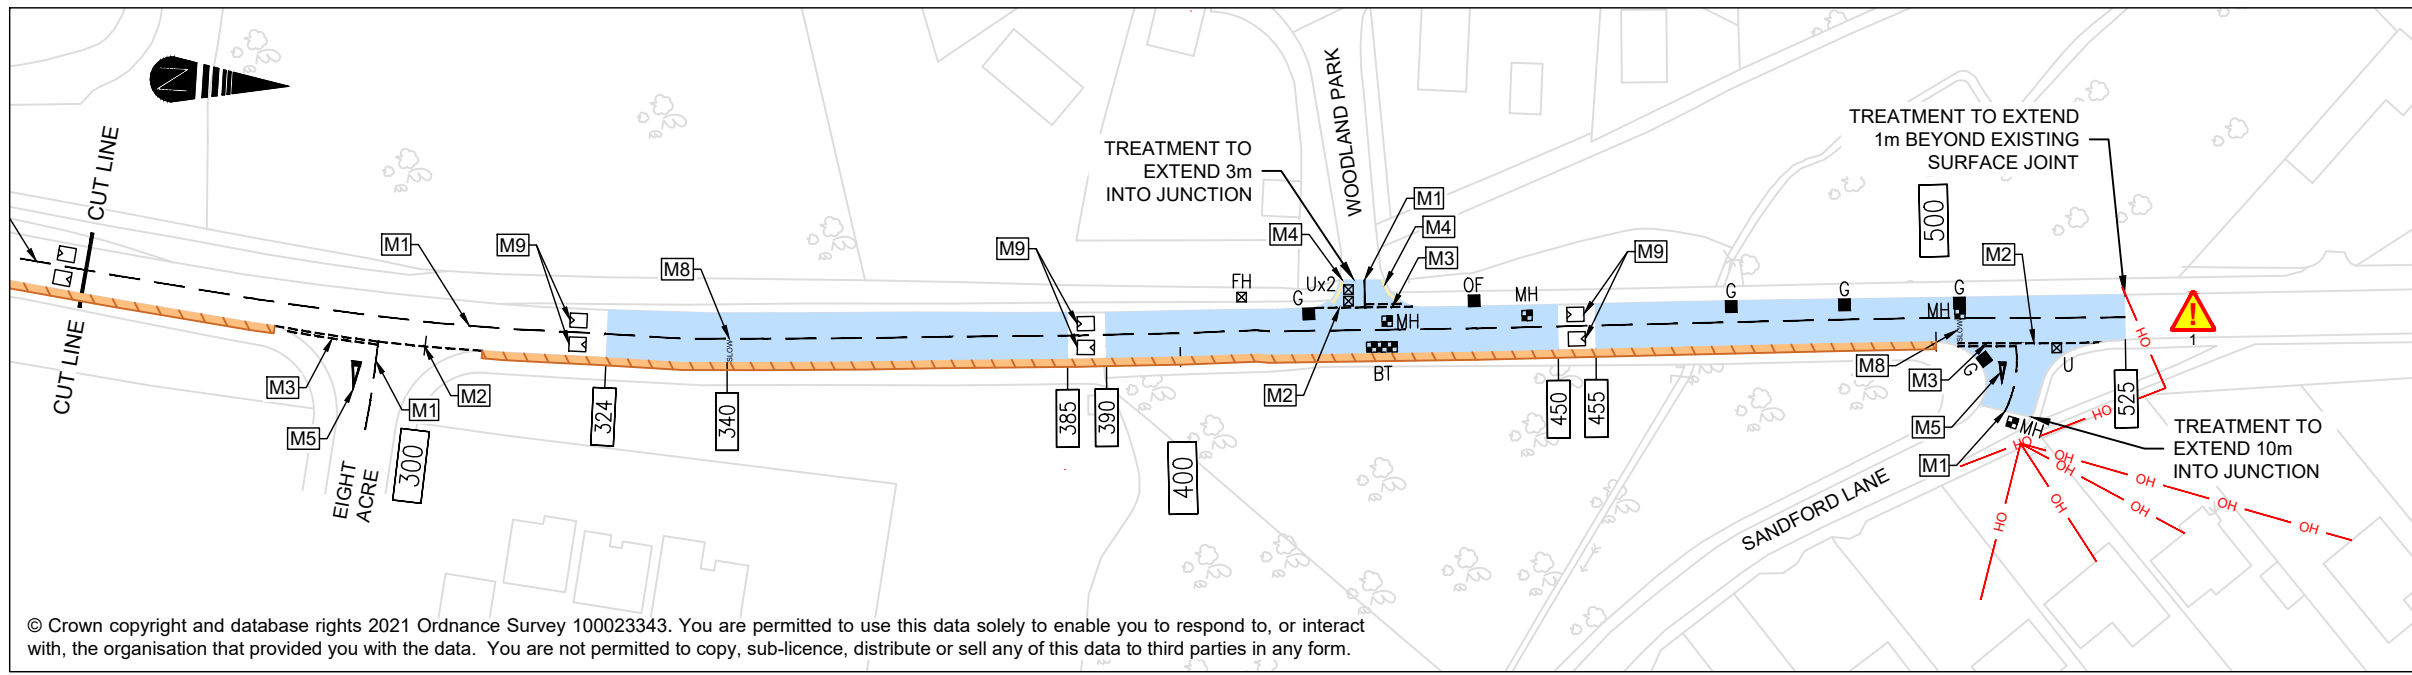 N
CUT LINE
CUT LINE
M1
M9
M8
M9
TREATMENT TO
EXTEND 3m
INTO JUNCTION
WOODLAND PARK
M1
M4
M4
M3
FH
Ux2
G
OF
MH
MH
M9
G
G
G
MH
500
M2
TREATMENT TO EXTEND
1m BEYOND EXISTING
SURFACE JOINT
!
1
M3
M5
M1
M2
EIGHT
ACRE
300
324
SLOW
340
385
390
400
M2
BT
450
455
SLOW
M8
M3
G
M5
M1
U
MH
525
SANDFORD LANE
TREATMENT TO
EXTEND 10m
INTO JUNCTION
OH
OH
OH
OH
OH
OH
OH
OH
OH
OH
© Crown copyright and database rights 2021 Ordnance Survey 100023343. You are permitted to use this data solely to enable you to respond to, or interact
with, the organisation that provided you with the data. You are not permitted to copy, sub-licence, distribute or sell any of this data to third parties in any form.